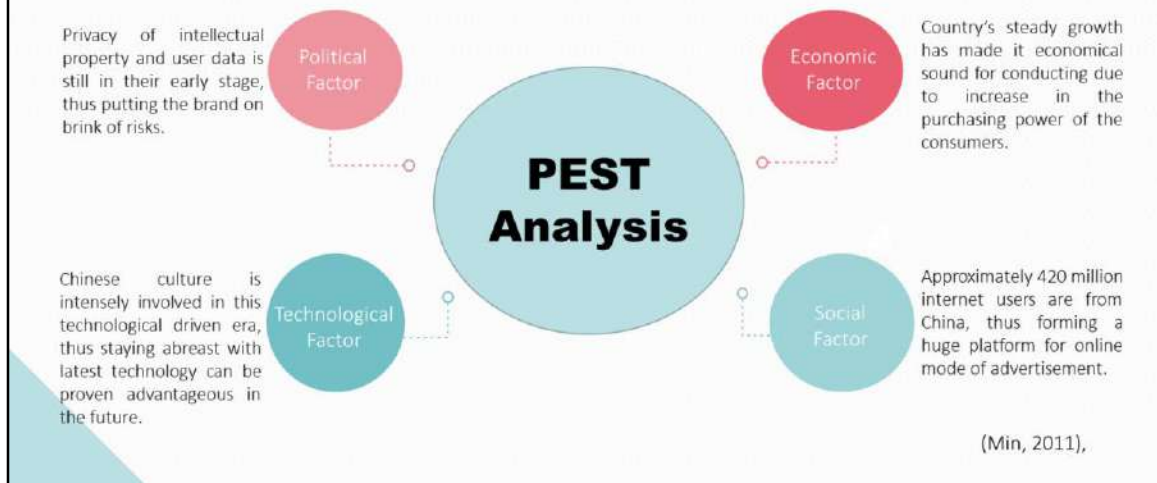 Privacy of intellectual
property and user data is
still in their early stage,
thus putting the brand on
brink of risks.
Political
Factor
Economic
Factor
Country's steady growth
has made it economical
sound for conducting due
to increase in the
purchasing power of the
consumers.
PEST
Analysis
Chinese culture is
intensely involved in this
technological driven era,
thus staying abreast with
latest technology can be
proven advantageous in
the future.
Technological
Factor
Social
Factor
Approximately 420 million
internet users are from
China, thus forming a
huge platform for online
mode of advertisement.
(Min, 2011),